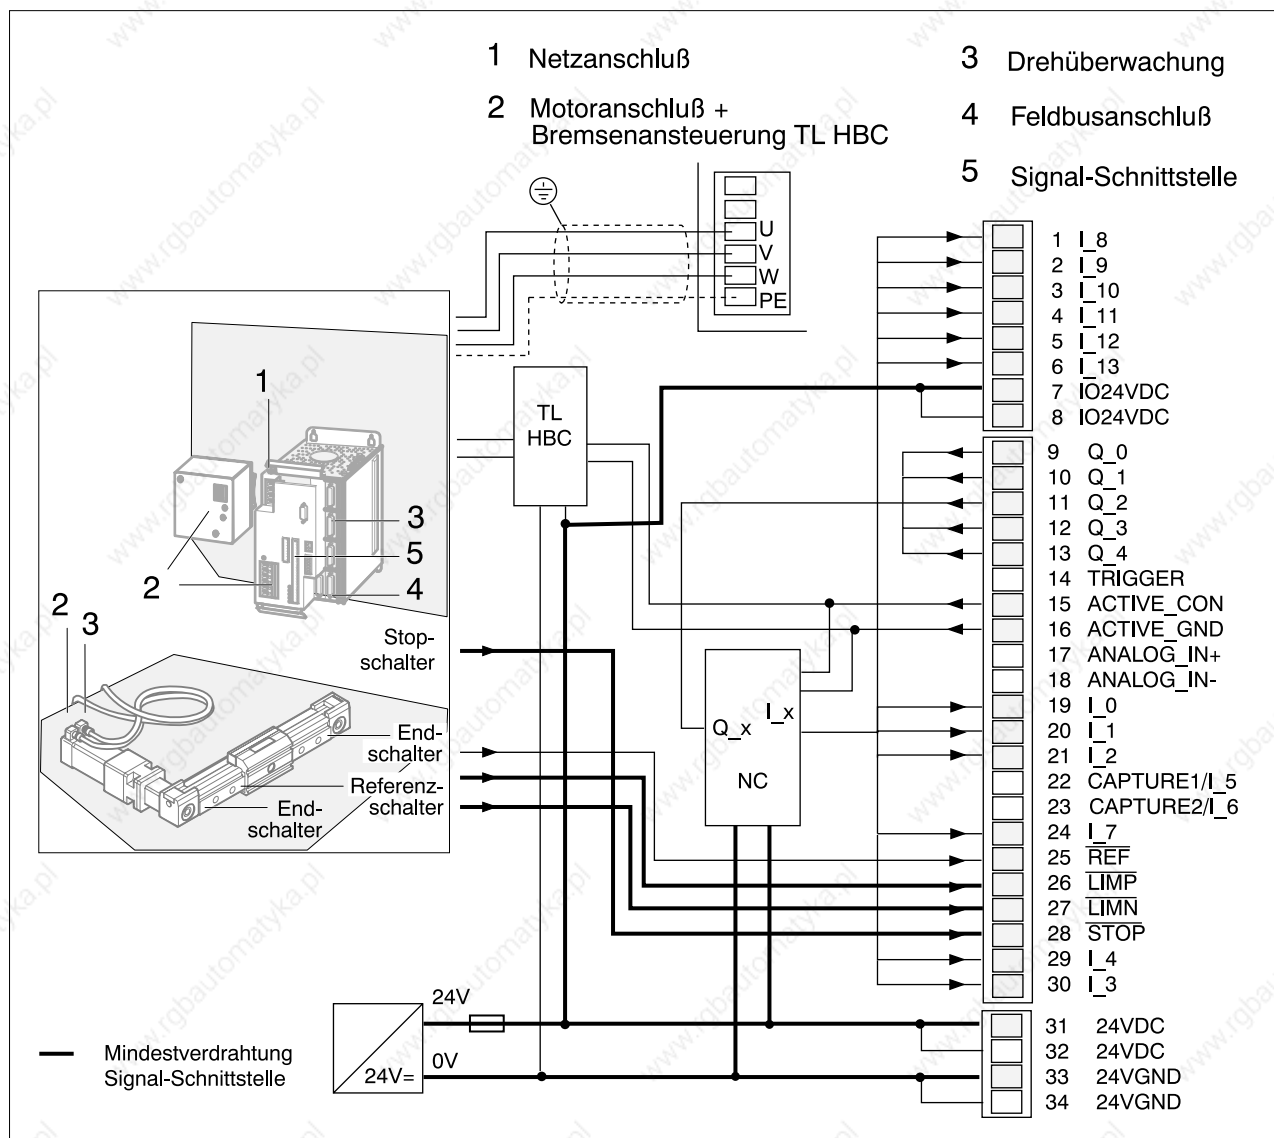 1 Netzanschluß
2 Motoranschluß +
Bremsenansteuerung TL HBC
3 Drehüberwachung
4 Feldbusanschluß
5 Signal-Schnittstelle
U
V
W
PE
TL
HBC
1
2
3
5
4
2
3
Stop-
schalter
End-
schalter
Referenz-
schalter
End-
schalter
Q_x
I_x
NC
1 I_8
2 I_9
3 I_10
4 I_11
5 I_12
6 I_13
7 IO24VDC
8 IO24VDC
9 Q_0
10 Q_1
11 Q_2
12 Q_3
13 Q_4
14 TRIGGER
15 ACTIVE_CON
16 ACTIVE_GND
17 ANALOG_IN+
18 ANALOG_IN-
19 I_0
20 I_1
21 I_2
22 CAPTURE1/I_5
23 CAPTURE2/I_6
24 I_7
25 REF
26 LIMP
27 LIMN
28 STOP
29 I_4
30 I_3
31 24VDC
32 24VDC
33 24VGND
34 24VGND
24V
0V
24V=
Mindestverdrahtung
Signal-Schnittstelle
www.rgbautomatyka.pl